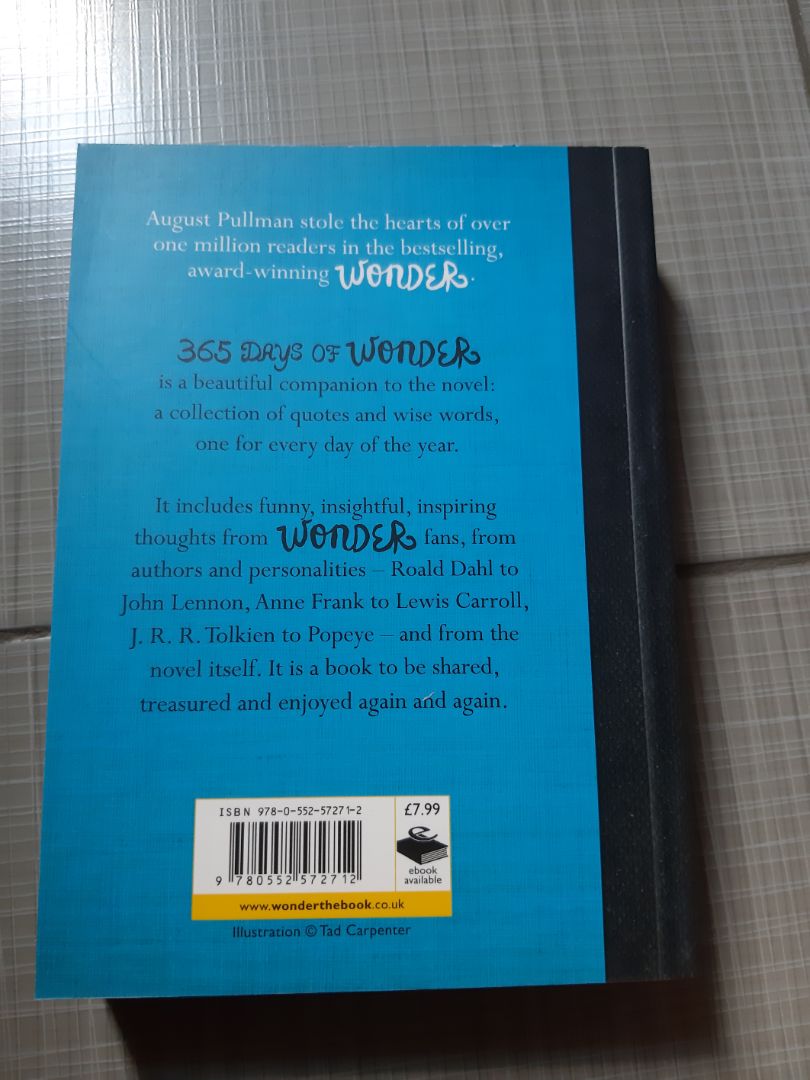 August Pullman stole the hearts of over
one million readers in the bestselling,
award-winning WONDER.
365 DAYS OF WONDER
is a beautiful companion to the novel:
a collection of quotes and wise words,
one for every day of the year.
It includes funny, insightful, inspiring
thoughts from WONDER fans, from
authors and personalities – Roald Dahl to
John Lennon, Anne Frank to Lewis Carroll,
J. R. R. Tolkien to Popeye – and from the
novel itself. It is a book to be shared,
treasured and enjoyed again and again.
ISBN 978-0-552-57271-2
£7.99
9 780552 572712
ebook
available
www.wonderthebook.co.uk
Illustration © Tad Carpenter